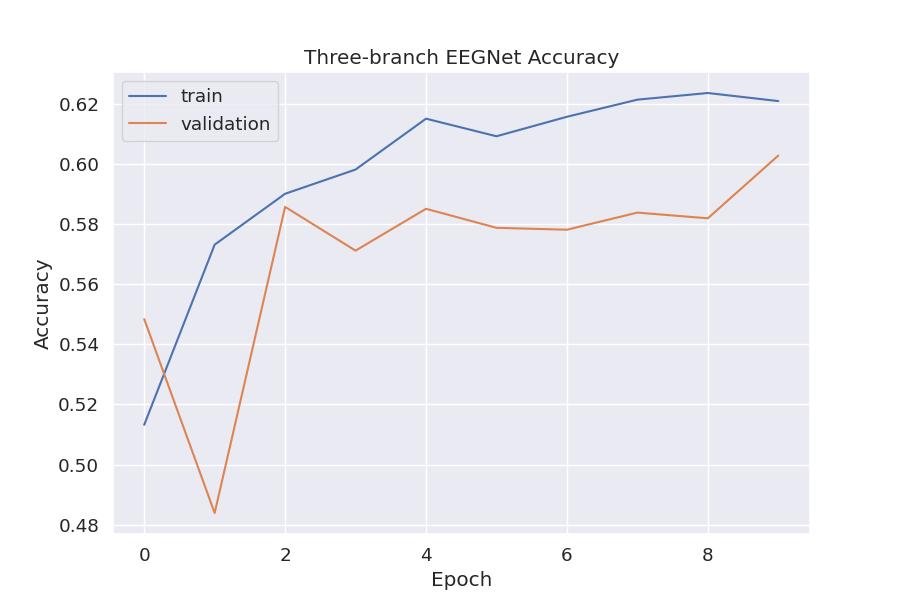 Three-branch EEGNet Accuracy
train
validation
Accuracy
0.62
0.60
0.58
0.56
0.54
0.52
0.50
0.48
0 2 4 6 8
Epoch